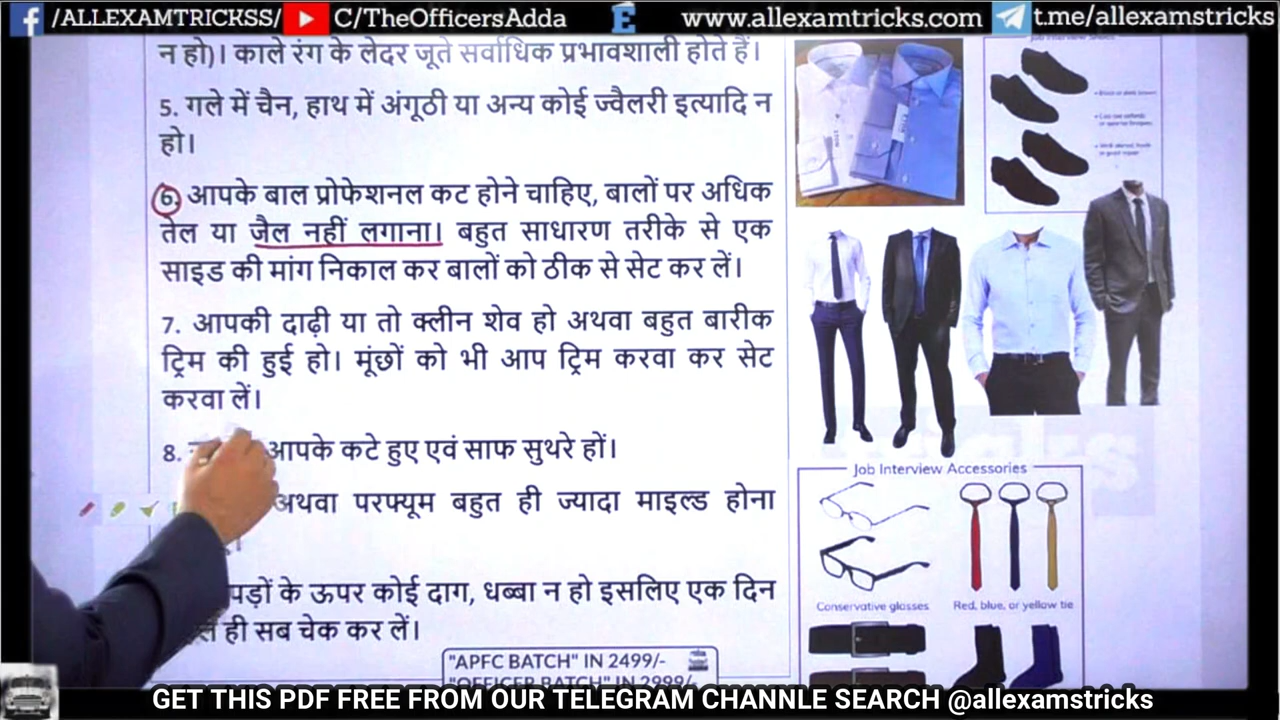 /ALLEXAMTRICKSS/
C/TheOfficersAdda
www.allexamtricks.com
t.me/allexamstricks
न हो)। काले रंग के लेदर जूते सर्वाधिक प्रभावशाली होते हैं।
5. गले में चैन, हाथ में अंगूठी या अन्य कोई ज्वैलरी इत्यादि न
हो।
6. आपके बाल प्रोफेशनल कट होने चाहिए, बालों पर अधिक
तेल या जैल नहीं लगाना। बहुत साधारण तरीके से एक
साइड की मांग निकाल कर बालों को ठीक से सेट कर लें।
7. आपकी दाढ़ी या तो क्लीन शेव हो अथवा बहुत बारीक
ट्रिम की हुई हो। मूंछों को भी आप ट्रिम करवा कर सेट
करवा लें।
8. आपके कटे हुए एवं साफ सुथरे हों।
अथवा परफ्यूम बहुत ही ज्यादा माइल्ड होना
के ऊपर कोई दाग, धब्बा न हो इसलिए एक दिन
ही सब चेक कर लें।
Job Interview Accessories
Conservative glasses
Red, blue, or yellow tie
"APFC BATCH" IN 2499/-
"OFFICER BATCH" IN 2999/-
GET THIS PDF FREE FROM OUR TELEGRAM CHANNLE SEARCH @allexamstricks